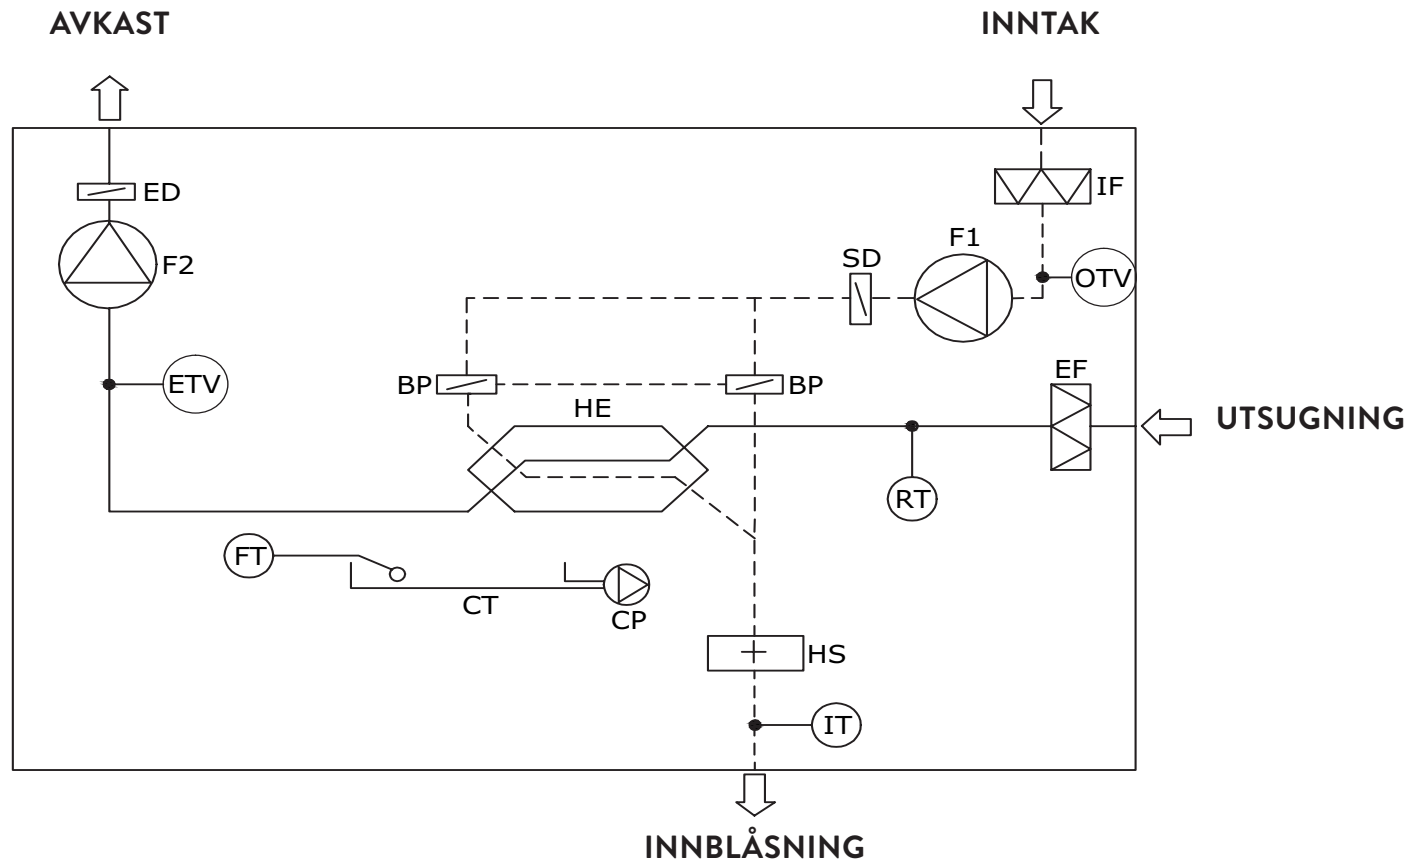 AVKAST
INNTAK
ED
IF
F1
F2
SD
OTV
EF
ETV
BP
BP
HE
UTSUGNING
RT
FT
CT
CP
HS
IT
INNBLÅSNING